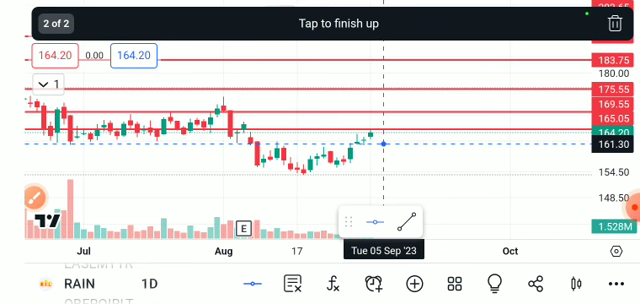 2 of 2 Tap to finish up
164.20 0.00 164.20
183.75
1
180.00
175.55
169.55
165.05
164.20
161.30
154.50
148.50
E
1.528M
Jul Aug 17 Tue 05 Sep '23 Oct
RAIN 1D